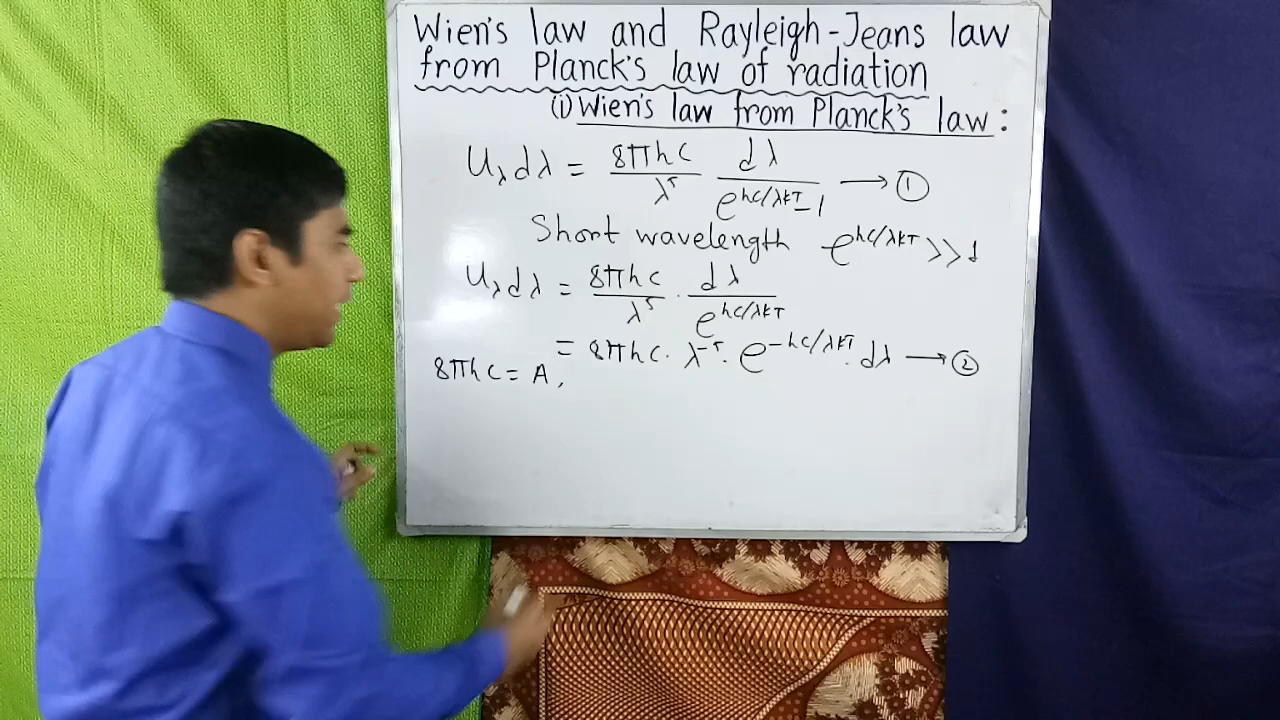 Wien's law and Rayleigh-Jeans law
from Planck's law of radiation
(i) Wien's law from Planck's law:
U_λ dλ = 8πhc/λ⁵ dλ/(e^(hc/λkT) – 1) → ①
Short wavelength e^(hc/λkT) >> 1
U_λ dλ = 8πhc/λ⁵ · dλ/e^(hc/λkT)
= 8πhc · λ⁻⁵ · e^(–hc/λkT) · dλ → ②
8πhc = A,